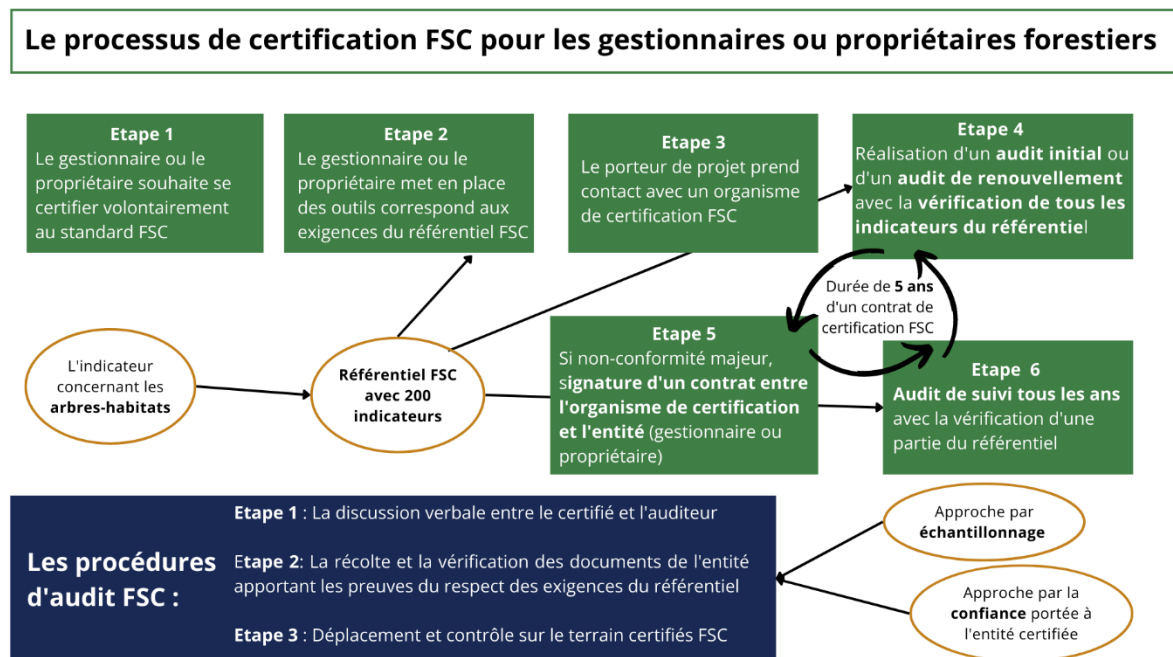 Le processus de certification FSC pour les gestionnaires ou propriétaires forestiers
Etape 1
Le gestionnaire ou le
propriétaire souhaite se
certifier volontairement
au standard FSC
Etape 2
Le gestionnaire ou le
propriétaire met en place
des outils correspond aux
exigences du référentiel FSC
Etape 3
Le porteur de projet prend
contact avec un organisme
de certification FSC
Etape 4
Réalisation d'un audit initial ou
d'un audit de renouvellement
avec la vérification de tous les
indicateurs du référentiel
Durée de 5 ans
d'un contrat de
certification FSC
L'indicateur
concernant les
arbres-habitats
Référentiel FSC
avec 200
indicateurs
Etape 5
Si non-conformité majeur,
signature d'un contrat entre
l'organisme de certification
et l'entité (gestionnaire ou
propriétaire)
Etape 6
Audit de suivi tous les ans
avec la vérification d'une
partie du référentiel
Les procédures
d'audit FSC :
Etape 1 : La discussion verbale entre le certifié et l'auditeur
Etape 2: La récolte et la vérification des documents de l'entité
apportant les preuves du respect des exigences du référentiel
Etape 3 : Déplacement et contrôle sur le terrain certifiés FSC
Approche par
échantillonnage
Approche par la
confiance portée à
l'entité certifiée